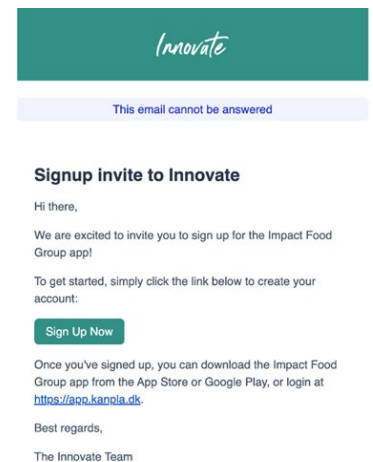 Innovate
This email cannot be answered
Signup invite to Innovate
Hi there,
We are excited to invite you to sign up for the Impact Food
Group app!
To get started, simply click the link below to create your
account:
Sign Up Now
Once you've signed up, you can download the Impact Food
Group app from the App Store or Google Play, or login at
https://app.kanpla.dk.
Best regards,
The Innovate Team